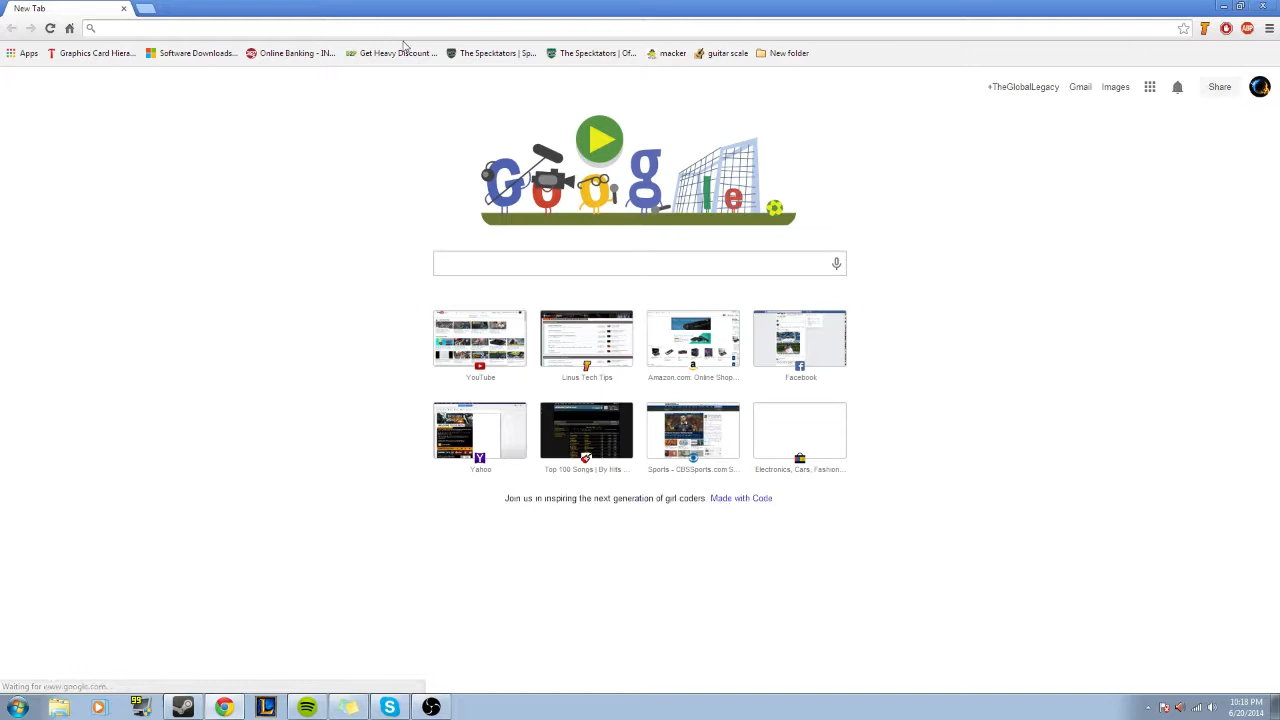 New Tab
Apps
Graphics Card Hiera...
Software Downloads...
Online Banking - IN...
Get Heavy Discount ...
The Specktators | Sp...
The Specktators | Of...
macker
guitar scale
New folder
+TheGlobalLegacy
Gmail
Images
Share
G o o g l e
YouTube
Linus Tech Tips
Amazon.com: Online Shop...
Facebook
Yahoo
Top 100 Songs | By Hits ...
Sports - CBSSports.com S...
Electronics, Cars, Fashion...
Join us in inspiring the next generation of girl coders. Made with Code
Waiting for www.google.com...
99
10:18 PM
6/20/2014